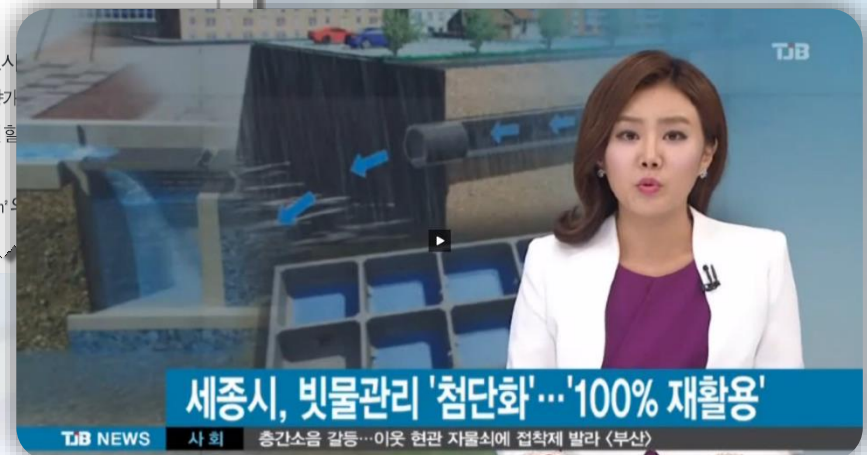 TJB
세종시, 빗물관리 '첨단화'…'100% 재활용'
TJB NEWS 사회 층간소음 갈등…이웃 현관 자물쇠에 접착제 발라 <부산>